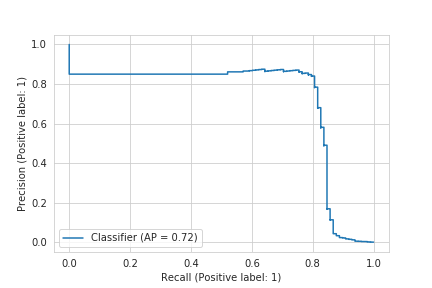 1.0
0.8
0.6
0.4
0.2
0.0
Precision (Positive label: 1)
Classifier (AP = 0.72)
0.0 0.2 0.4 0.6 0.8 1.0
Recall (Positive label: 1)